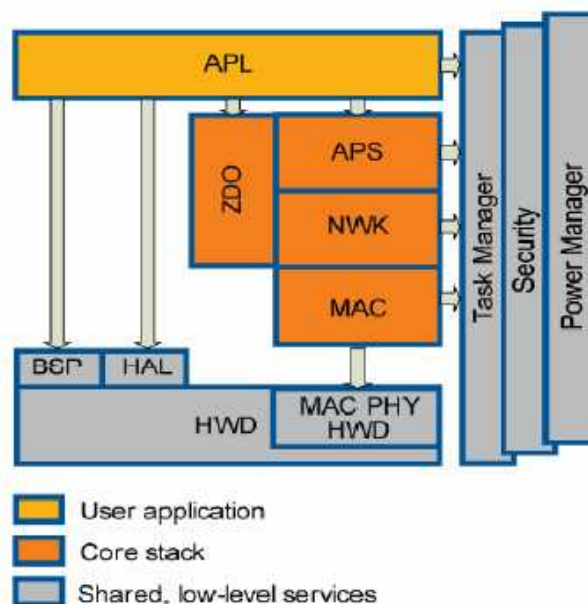 APL
ZDO
APS
NWK
MAC
BSP
HAL
HWD
MAC PHY
HWD
Task Manager
Security
Power Manager
User application
Core stack
Shared, low-level services